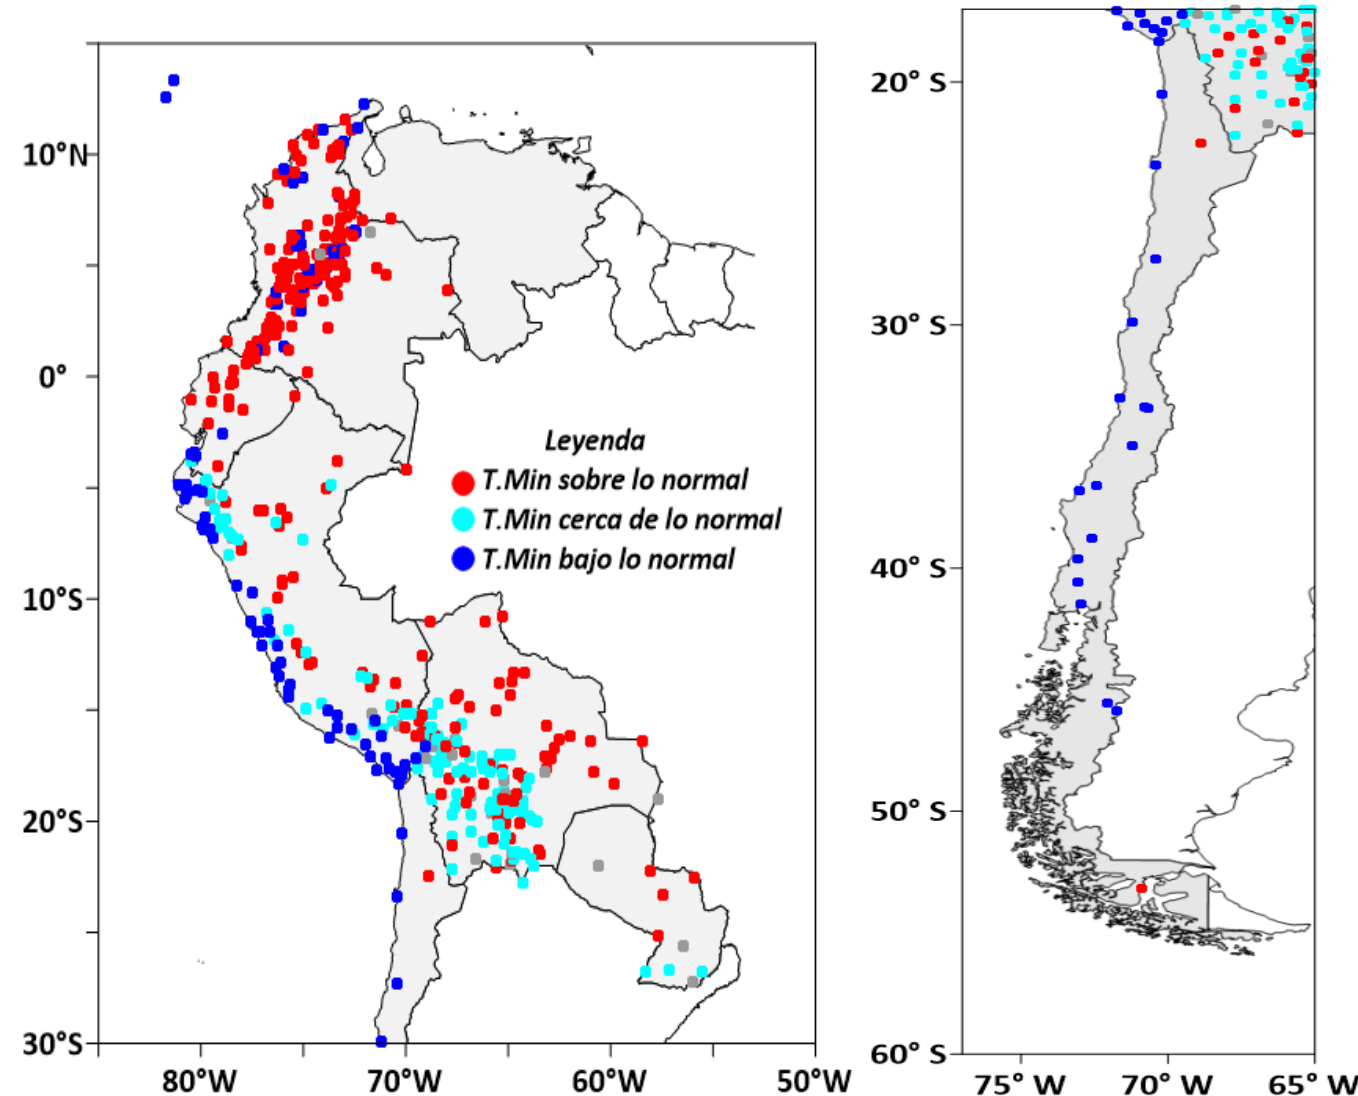 10°N
0°
10°S
20°S
30°S
80°W
70°W
60°W
50°W
Leyenda
T.Min sobre lo normal
T.Min cerca de lo normal
T.Min bajo lo normal
20° S
30° S
40° S
50° S
60° S
75° W
70° W
65° W